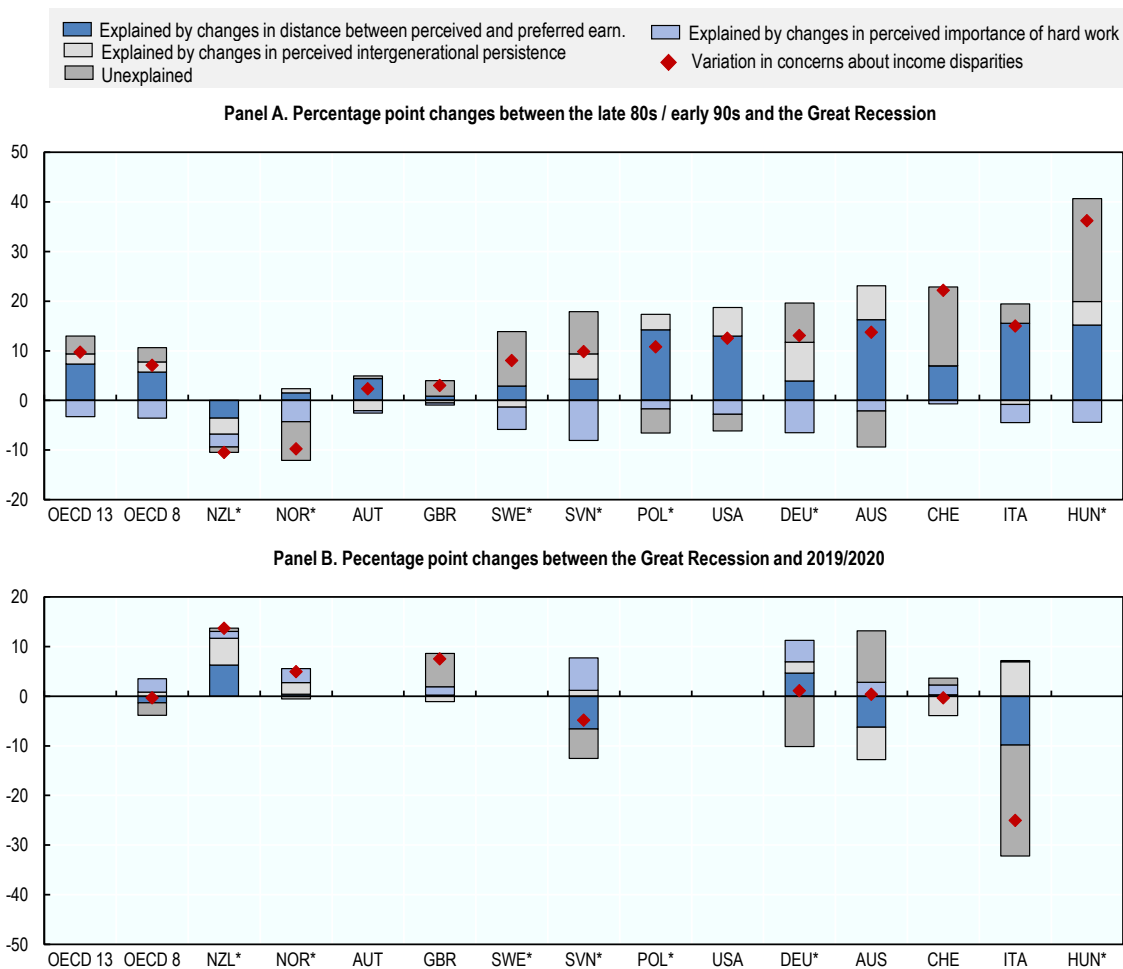 Explained by changes in distance between perceived and preferred earn.
Explained by changes in perceived importance of hard work
Explained by changes in perceived intergenerational persistence
Variation in concerns about income disparities
Unexplained
Panel A. Percentage point changes between the late 80s / early 90s and the Great Recession
50
40
30
20
10
0
-10
-20
OECD 13 OECD 8 NZL* NOR* AUT GBR SWE* SVN* POL* USA DEU* AUS CHE ITA HUN*
Panel B. Pecentage point changes between the Great Recession and 2019/2020
20
10
0
-10
-20
-30
-40
-50
OECD 13 OECD 8 NZL* NOR* AUT GBR SWE* SVN* POL* USA DEU* AUS CHE ITA HUN*